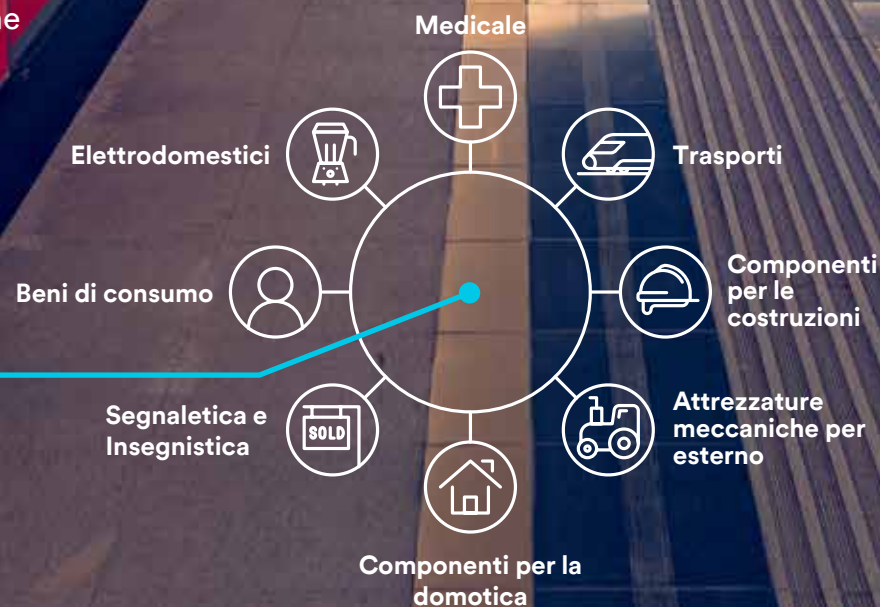 Medicale
Elettrodomestici
Trasporti
Beni di consumo
Componenti
per le
costruzioni
Segnaletica e
Insegnistica
SOLD
Attrezzature
meccaniche per
esterno
Componenti per la
domotica